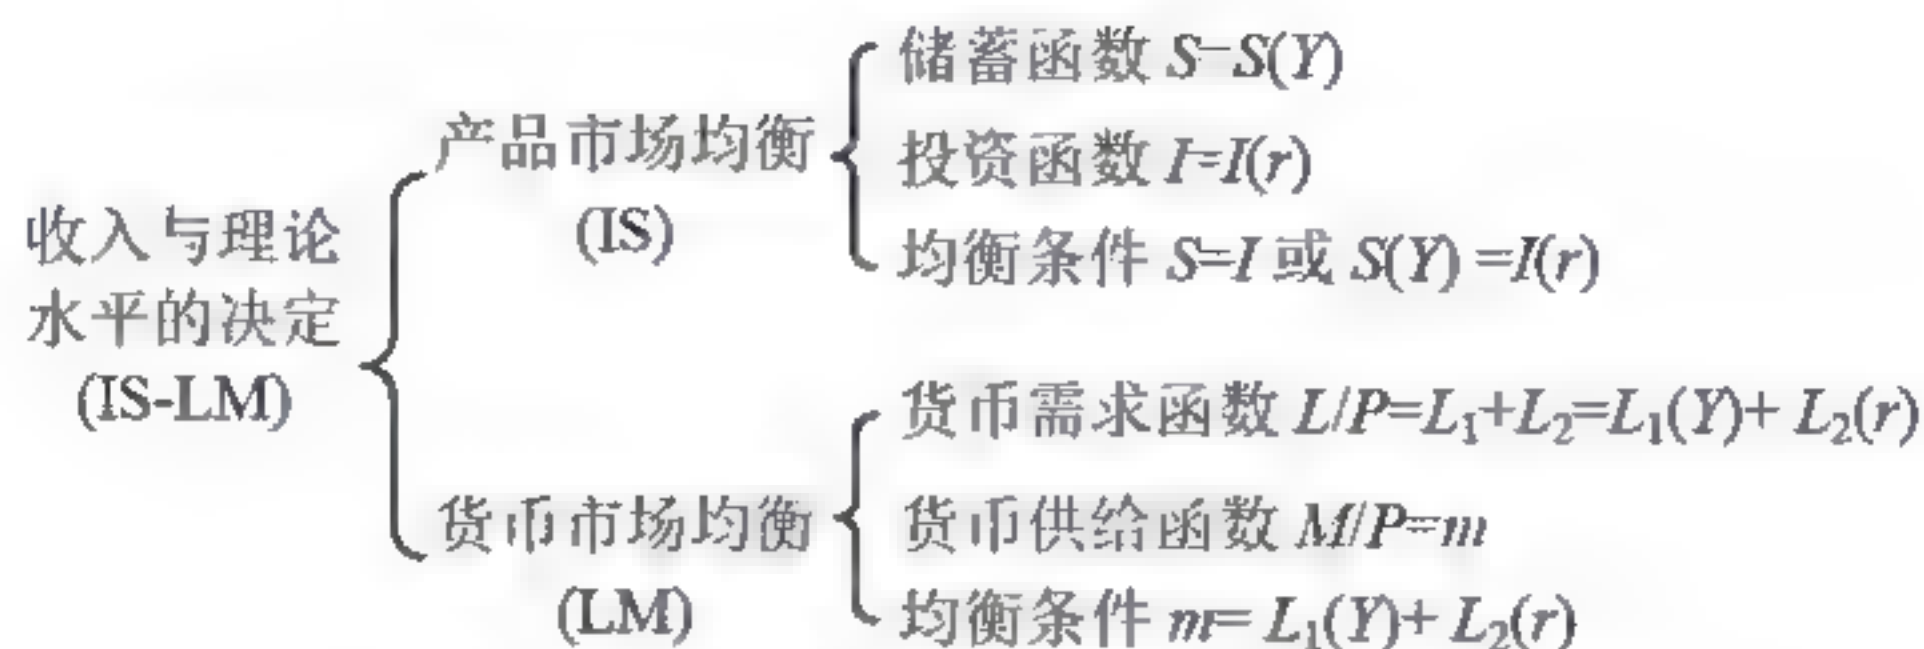 收入与理论
水平的决定
(IS-LM)
产品市场均衡
(IS)
储蓄函数 S=S(Y)
投资函数 I=I(r)
均衡条件 S=I 或 S(Y) =I(r)
货币市场均衡
(LM)
货币需求函数 L/P=L₁+L₂=L₁(Y)+ L₂(r)
货币供给函数 M/P=m
均衡条件 m= L₁(Y)+ L₂(r)